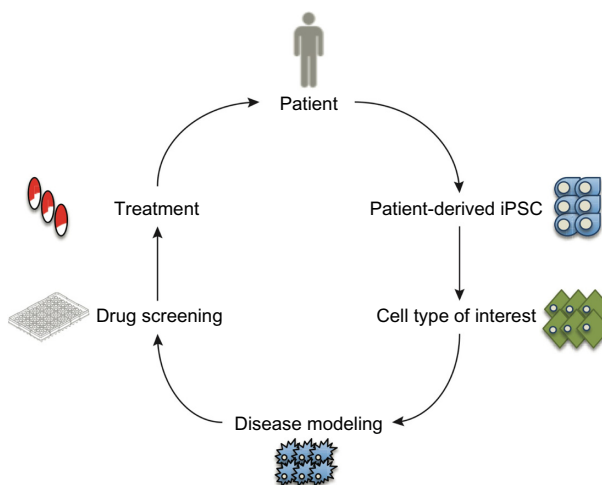 Patient
Treatment
Patient-derived iPSC
Drug screening
Cell type of interest
Disease modeling